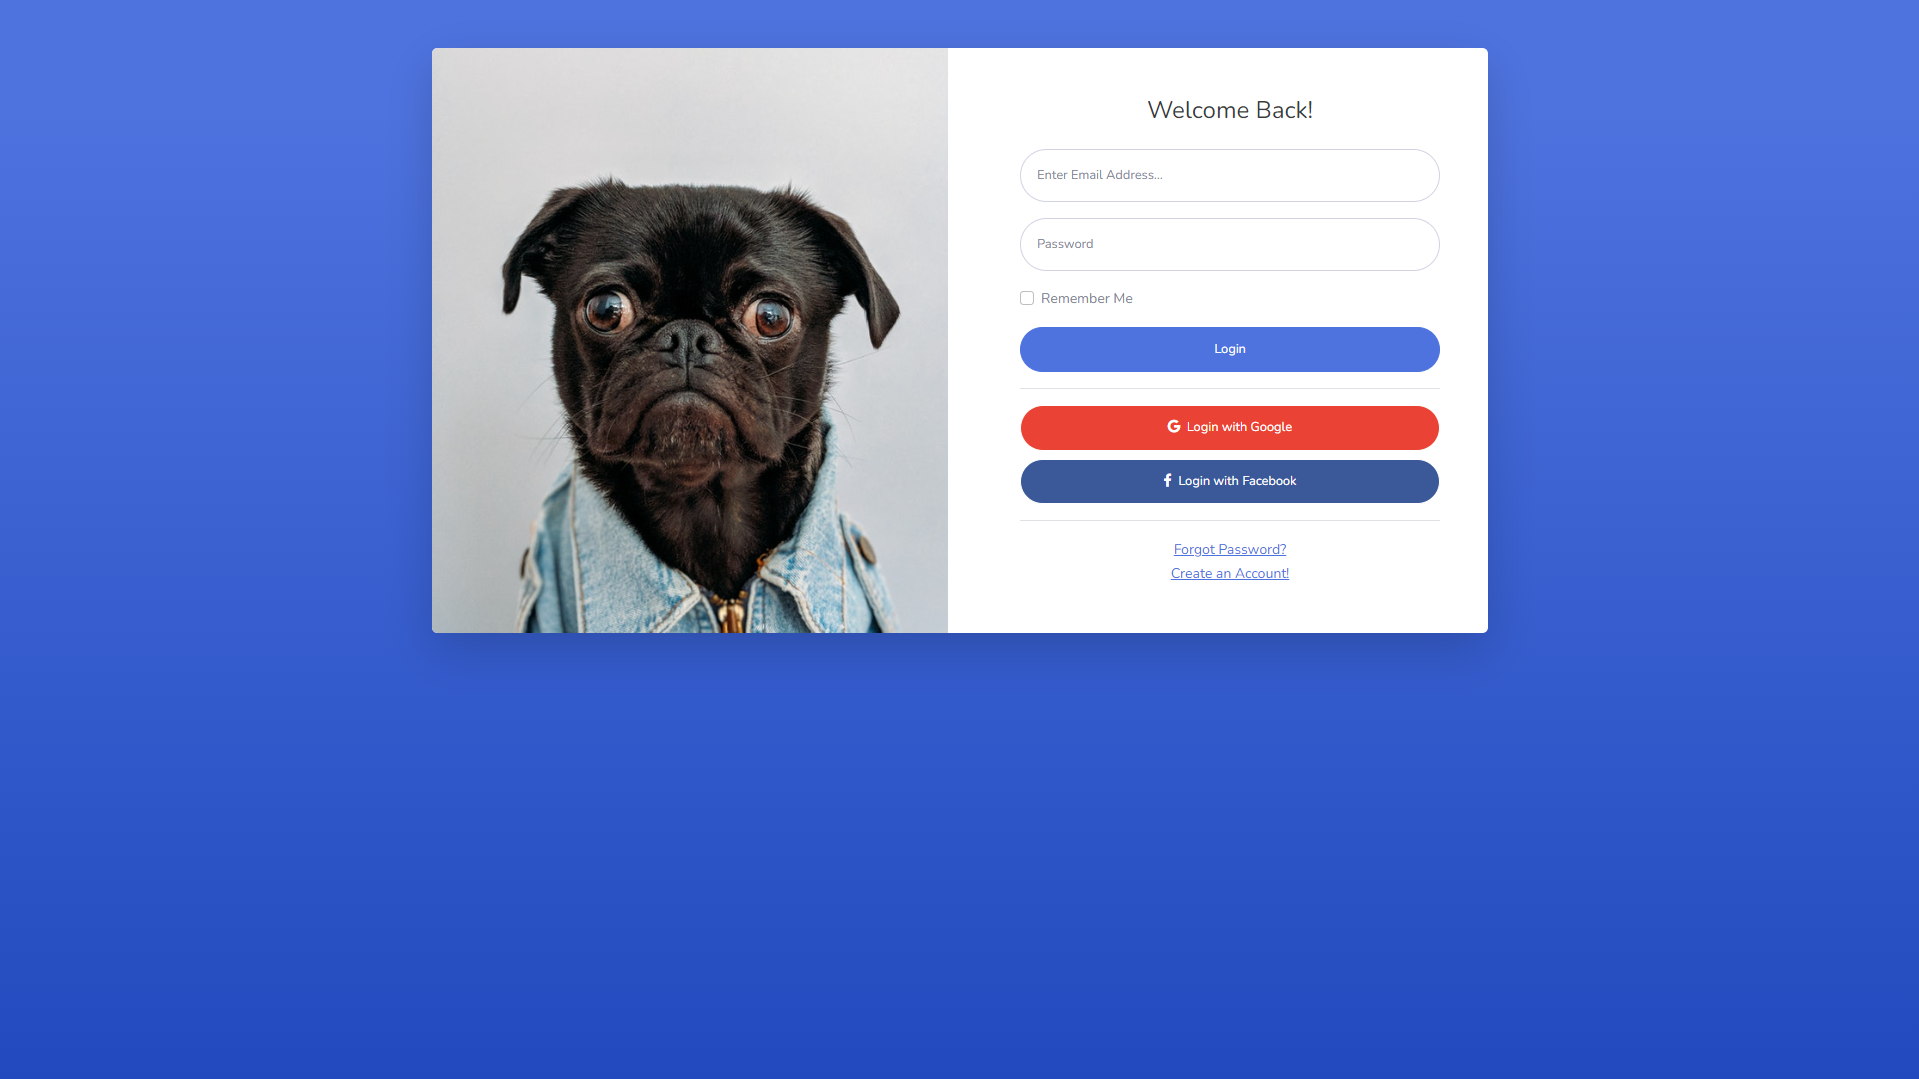 Welcome Back!
Enter Email Address...
Password
Remember Me
Login
Login with Google
Login with Facebook
Forgot Password?
Create an Account!